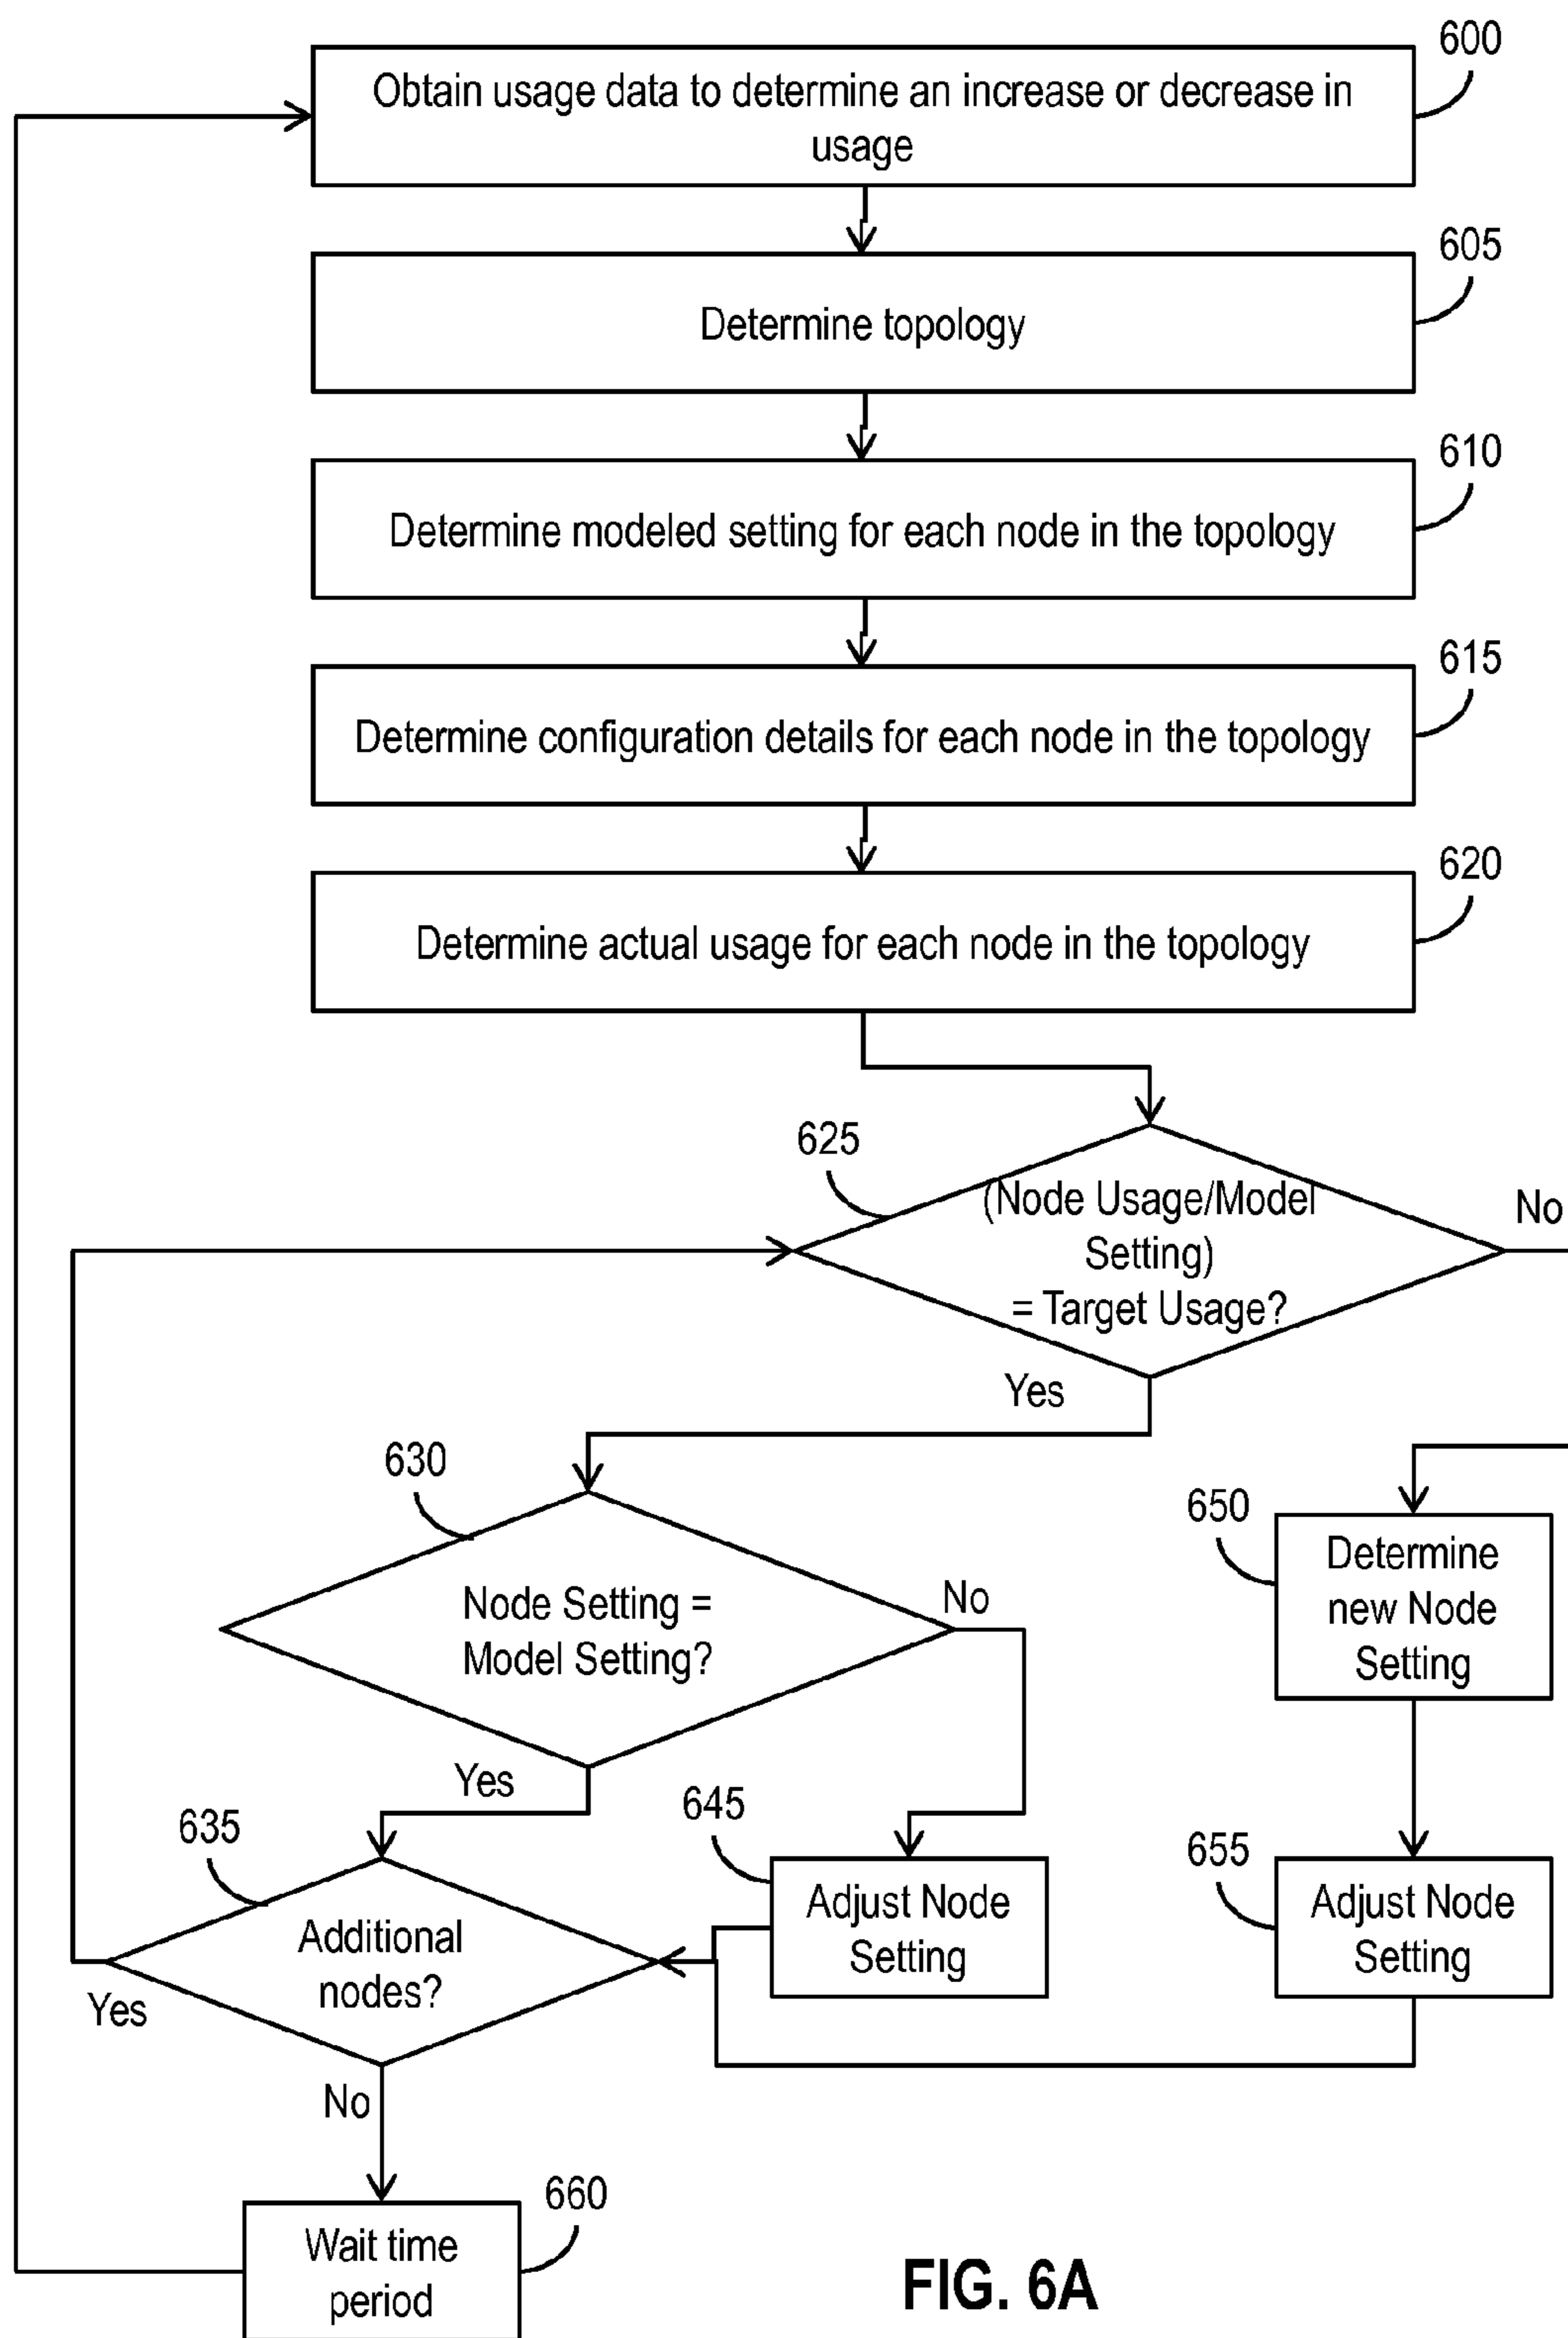 600
Obtain usage data to determine an increase or decrease in
usage
605
Determine topology
610
Determine modeled setting for each node in the topology
615
Determine configuration details for each node in the topology
620
Determine actual usage for each node in the topology
625
(Node Usage/Model
Setting)
= Target Usage?
No
Yes
630
Node Setting =
Model Setting?
No
Yes
650
Determine
new Node
Setting
635
Additional
nodes?
Yes
No
645
Adjust Node
Setting
655
Adjust Node
Setting
660
Wait time
period
FIG. 6A